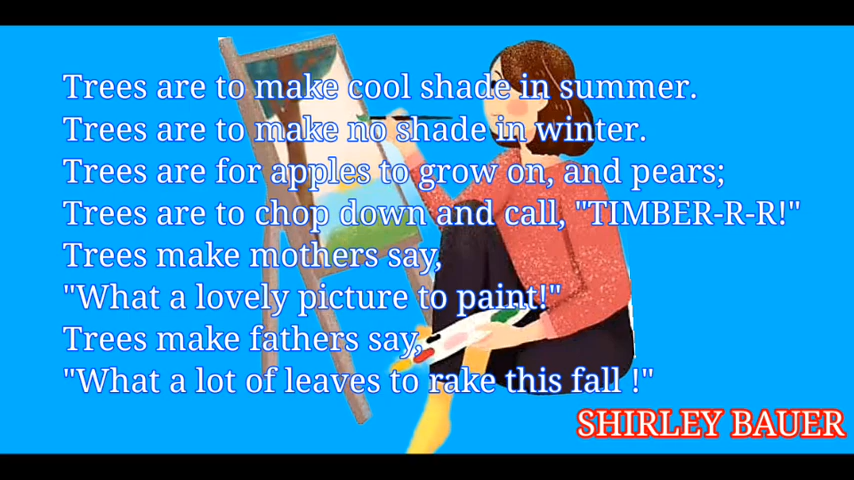 Trees are to make cool shade in summer.
Trees are to make no shade in winter.
Trees are for apples to grow on, and pears;
Trees are to chop down and call, "TIMBER-R-R!"
Trees make mothers say,
"What a lovely picture to paint!"
Trees make fathers say,
"What a lot of leaves to rake this fall !"
SHIRLEY BAUER